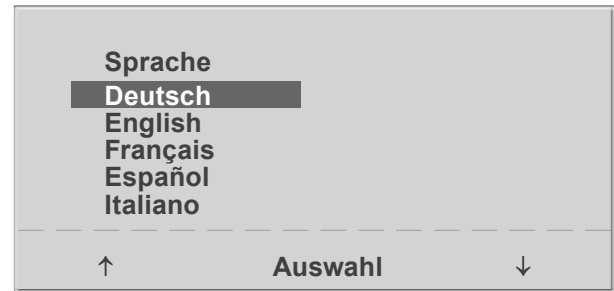 Sprache
Deutsch
English
Français
Español
Italiano
↑ Auswahl ↓